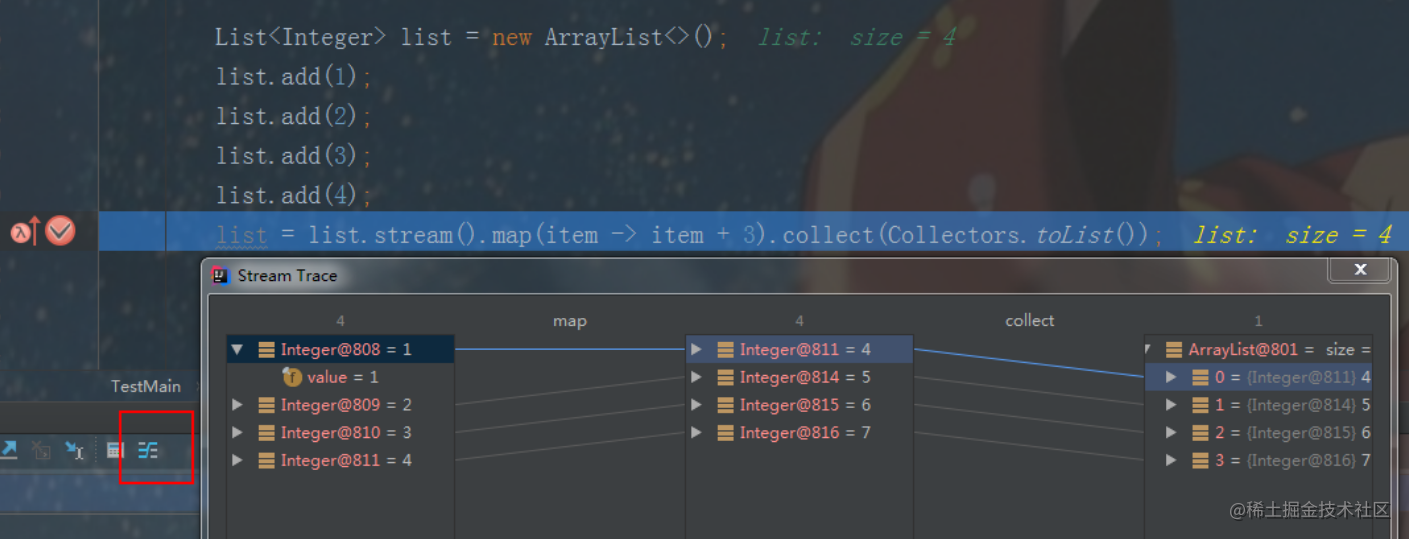 List<Integer> list = new ArrayList<>(); list: size = 4
list.add(1);
list.add(2);
list.add(3);
list.add(4);
list = list.stream().map(item -> item + 3).collect(Collectors.toList()); list: size = 4
Stream Trace
4 map 4 collect 1
Integer@808 = 1 Integer@811 = 4 ArrayList@801 = size =
value = 1 Integer@814 = 5 0 = {Integer@811} 4
Integer@809 = 2 Integer@815 = 6 1 = {Integer@814} 5
Integer@810 = 3 Integer@816 = 7 2 = {Integer@815} 6
Integer@811 = 4 3 = {Integer@816} 7
TestMain
@稀土掘金技术社区